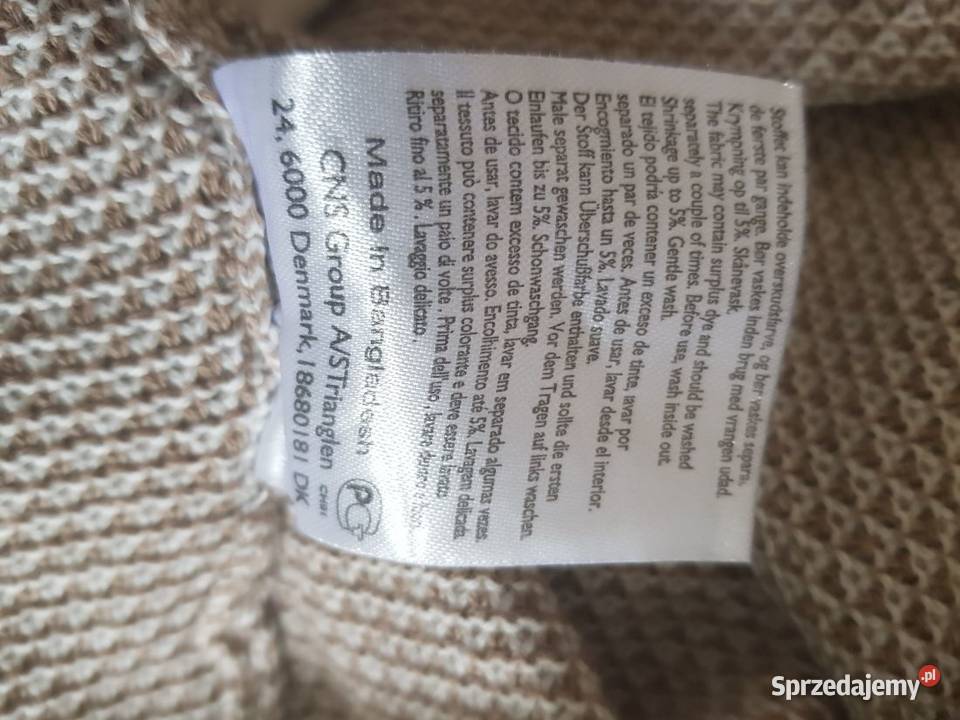 Stoffet kan indeholde overskudsfarve, og bør vaskes separat
de første par gange. Bør vaskes inden brug med vrangen udad.
Krympning op til 5%. Skånevask.
The fabric may contain surplus dye and should be washed
separately a couple of times. Before use, wash inside out.
Shrinkage up to 5%. Gentle wash.
El tejido podría contener un exceso de tinte, lavar por
separado un par de veces. Antes de usar, lavar desde el interior.
Encogimiento hasta un 5%. Lavado suave.
Der Stoff kann Überschußfarbe enthalten und sollte die ersten
Male separat gewaschen werden. Vor dem Tragen auf links waschen.
Einlaufen bis zu 5%. Schonwaschgang.
O tecido contem excesso de tinta, lavar em separado algumas vezes.
Antes de usar, lavar do avesso. Encolhimento até 5%. Lavagem delicada.
Il tessuto può contenere surplus colorante e deve essere lavato
separatamente un paio di volte. Prima dell'uso, lavare
Ritiro fino al 5 %. Lavaggio delicato.
Made In Bangladesh PG
CNS Group A/STrianglen
24, 6000 Denmark, 18680181 DK
Sprzedajemy.pl